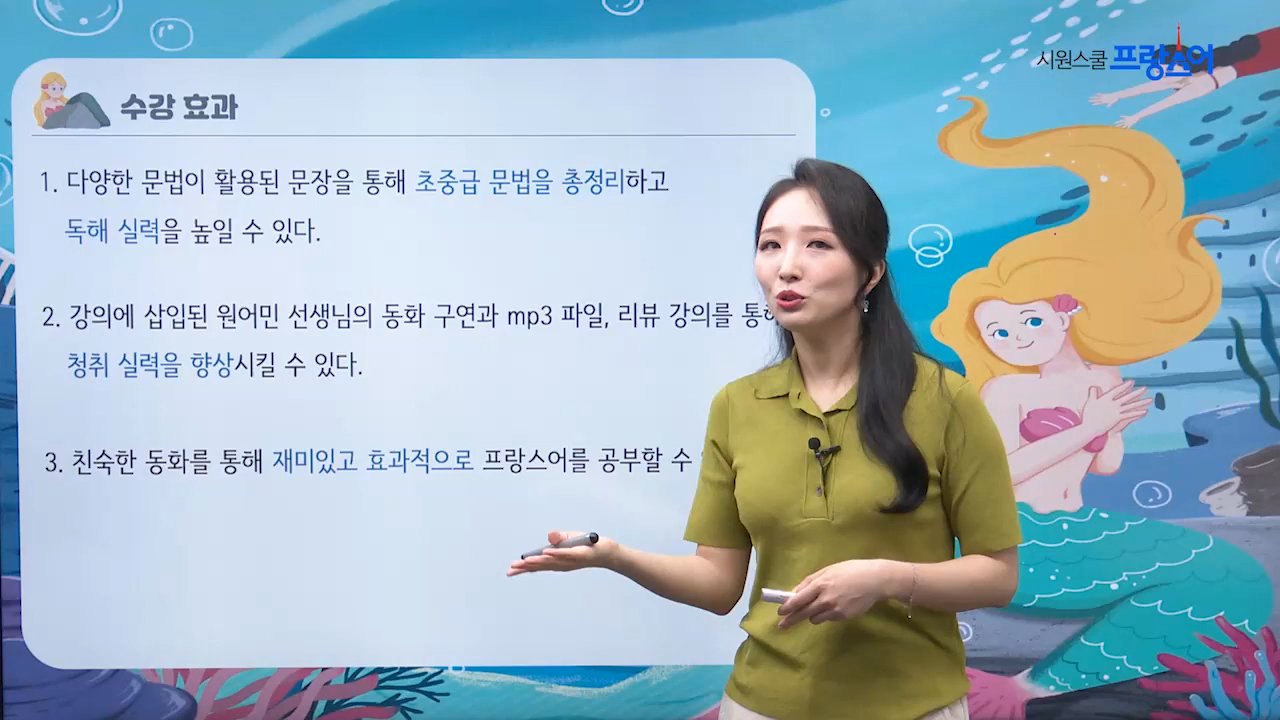 시원스쿨 프랑스어
수강 효과
1. 다양한 문법이 활용된 문장을 통해 초중급 문법을 총정리하고
독해 실력을 높일 수 있다.
2. 강의에 삽입된 원어민 선생님의 동화 구연과 mp3 파일, 리뷰 강의를
청취 실력을 향상시킬 수 있다.
3. 친숙한 동화를 통해 재미있고 효과적으로 프랑스어를 공부할 수